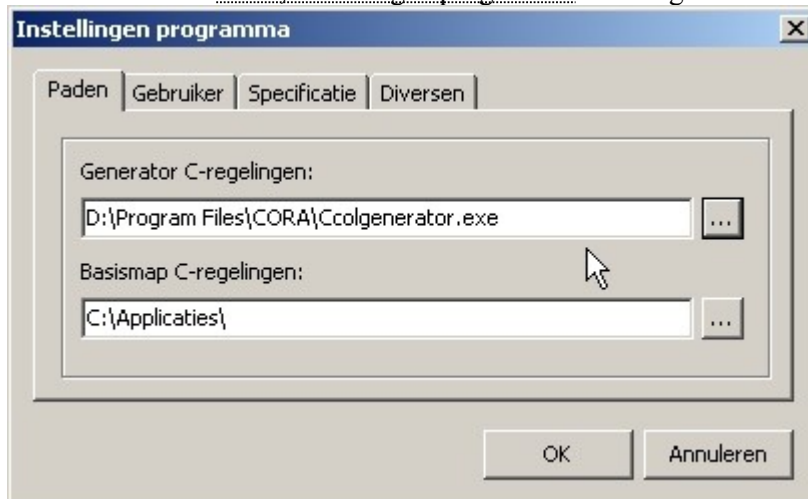 Instellingen programma
Paden Gebruiker Specificatie Diversen
Generator C-regelingen:
D:\Program Files\CORA\Ccolgenerator.exe
...
Basismap C-regelingen:
C:\Applicaties\
...
OK Annuleren